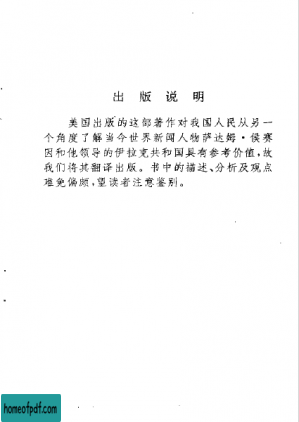 出版说明
美国出版的这部著作对我国人民从另一
个角度了解当今世界新闻人物萨达姆·侯赛
因和他领导的伊拉克共和国具有参考价值，故
我们将其翻译出版。书中的描述、分析及观点
难免偏颇，望读者注意鉴别。
homeofpdf.com